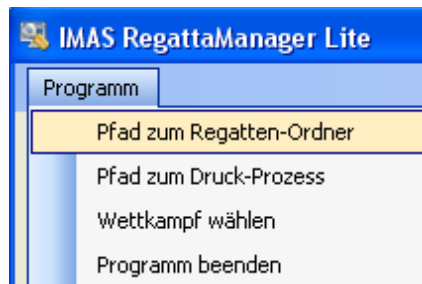 IMAS RegattaManager Lite
Programm
Pfad zum Regatten-Ordner
Pfad zum Druck-Prozess
Wettkampf wählen
Programm beenden